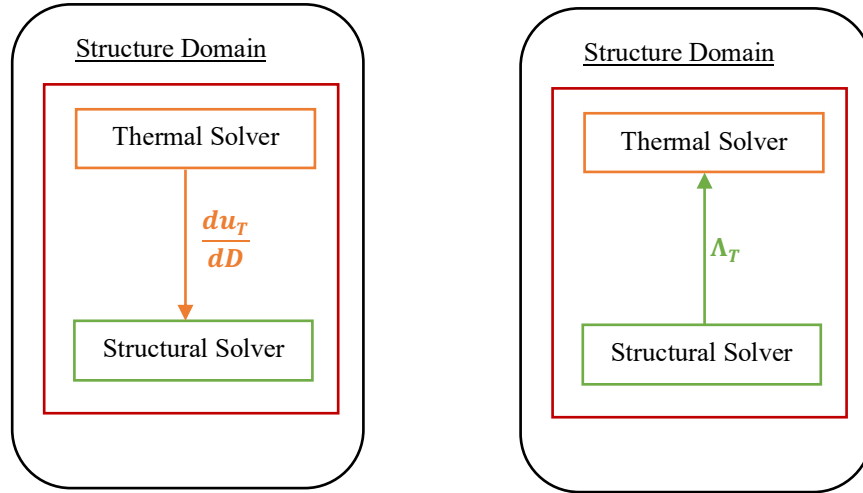 Structure Domain
Thermal Solver
du_T
dD
Structural Solver
Structure Domain
Thermal Solver
Λ_T
Structural Solver